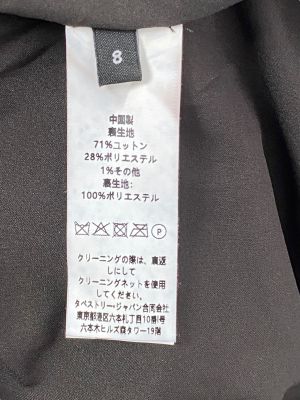 8
中国製
裏生地
71%コットン
28%ポリエステル
1%その他
裏生地:
100%ポリエステル
P
クリーニングの際は、裏返
しにして
クリーニングネットを使用
してください。
タペストリー・ジャパン合同会社
東京都港区六本木丁目10番1号
六本木ヒルズ森タワー19階